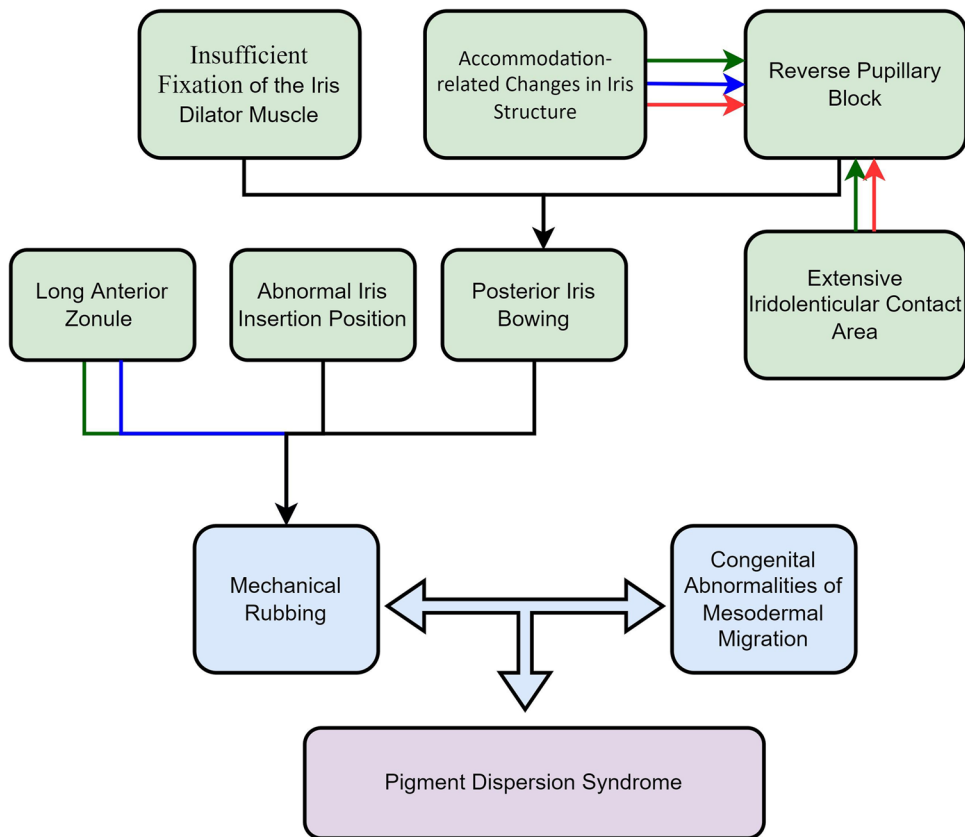 Insufficient
Fixation of the Iris
Dilator Muscle
Accommodation-
related Changes in Iris
Structure
Reverse Pupillary
Block
Long Anterior
Zonule
Abnormal Iris
Insertion Position
Posterior Iris
Bowing
Extensive
Iridolenticular Contact
Area
Mechanical
Rubbing
Congenital
Abnormalities of
Mesodermal
Migration
Pigment Dispersion Syndrome